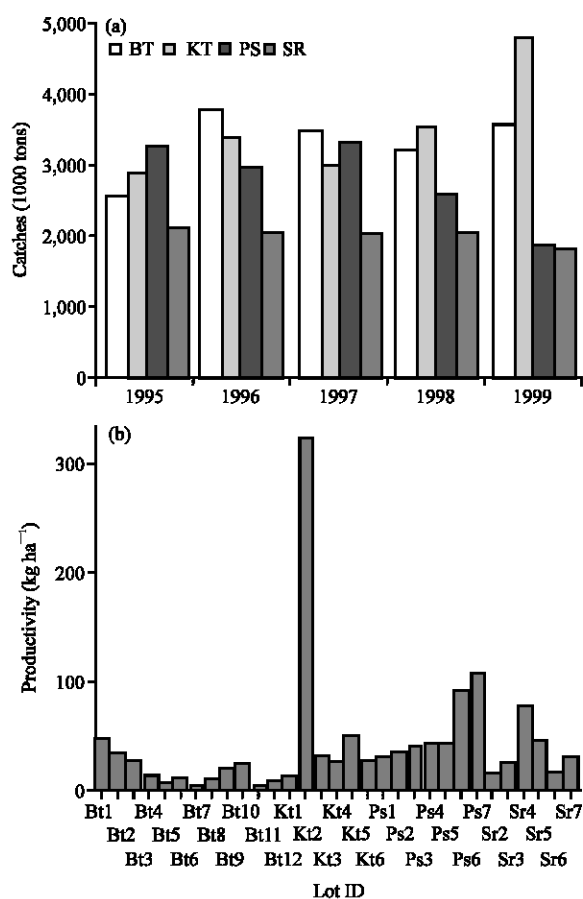 (a)
BT KT PS SR
Catches (1000 tons)
5,000
4,000
3,000
2,000
1,000
0
1995 1996 1997 1998 1999
(b)
Productivity (kg ha⁻¹)
300
200
100
0
Bt1 Bt4 Bt7 Bt10 Kt1 Kt4 Ps1 Ps4 Ps7 Sr4 Sr7
Bt2 Bt5 Bt8 Bt11 Kt2 Kt5 Ps2 Ps5 Sr2 Sr5
Bt3 Bt6 Bt9 Bt12 Kt3 Kt6 Ps3 Ps6 Sr3 Sr6
Lot ID